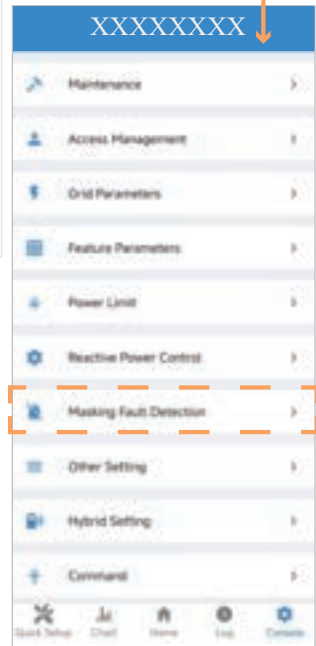 XXXXXXXX
Maintenance
Access Management
Grid Parameters
Feature Parameters
Power Limit
Reactive Power Control
Masking Fault Detection
Other Setting
Hybrid Setting
Command
Quick Setup Chart Home Log Console